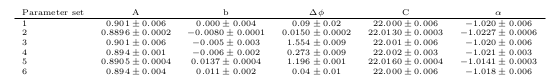 Parameter set A b Δϕ C α
1 0.901 ± 0.006 0.000 ± 0.004 0.09 ± 0.02 22.000 ± 0.006 −1.020 ± 0.006
2 0.8896 ± 0.0002 −0.0080 ± 0.0001 0.0150 ± 0.0002 22.0130 ± 0.0003 −1.0227 ± 0.0006
3 0.901 ± 0.006 −0.005 ± 0.003 1.554 ± 0.009 22.001 ± 0.006 −1.020 ± 0.006
4 0.894 ± 0.001 −0.006 ± 0.002 0.273 ± 0.009 22.002 ± 0.003 −1.021 ± 0.003
5 0.8905 ± 0.0004 0.0137 ± 0.0004 1.196 ± 0.001 22.0160 ± 0.0004 −1.0141 ± 0.0003
6 0.894 ± 0.004 0.011 ± 0.002 0.04 ± 0.01 22.000 ± 0.006 −1.018 ± 0.006